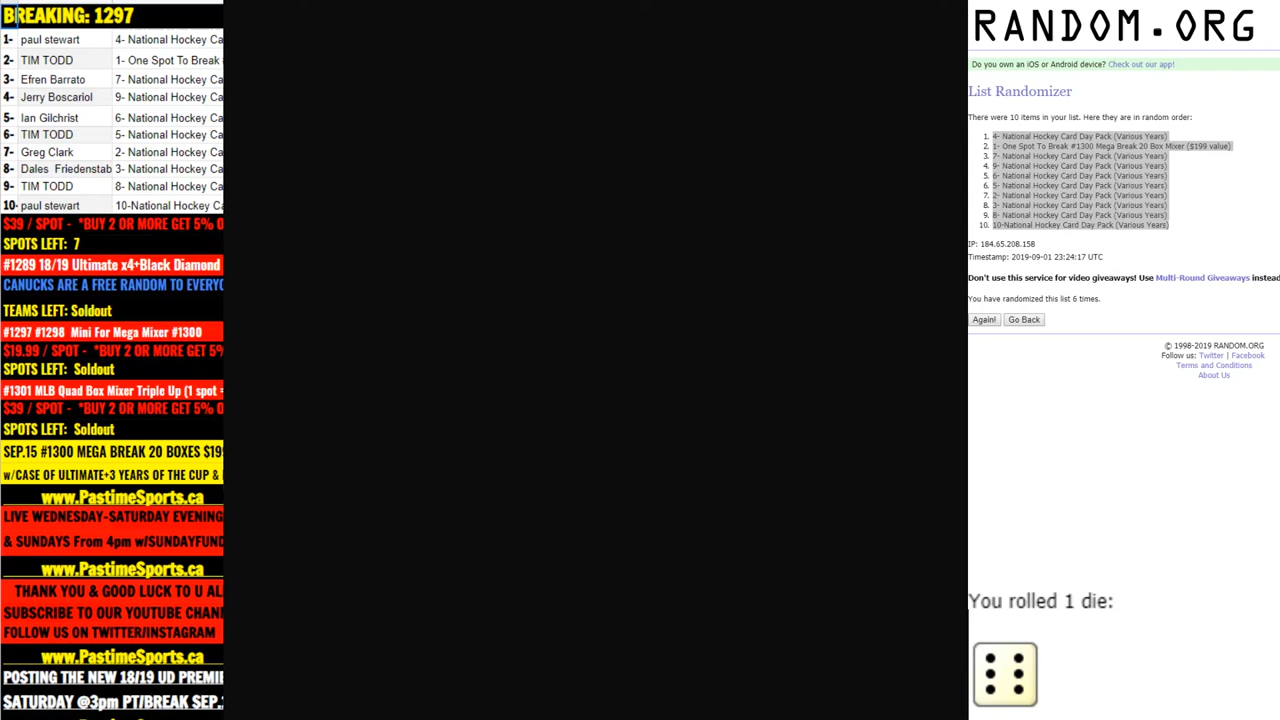 BREAKING: 1297
1- paul stewart 4- National Hockey Ca
2- TIM TODD 1- One Spot To Break
3- Efren Barrato 7- National Hockey Ca
4- Jerry Boscariol 9- National Hockey Ca
5- Ian Gilchrist 6- National Hockey Ca
6- TIM TODD 5- National Hockey Ca
7- Greg Clark 2- National Hockey Ca
8- Dales Friedenstab 3- National Hockey Ca
9- TIM TODD 8- National Hockey Ca
10- paul stewart 10-National Hockey Ca
$39 / SPOT - *BUY 2 OR MORE GET 5% O
SPOTS LEFT: 7
#1289 18/19 Ultimate x4+Black Diamond
CANUCKS ARE A FREE RANDOM TO EVERYO
TEAMS LEFT: Soldout
#1297 #1298 Mini For Mega Mixer #1300
$19.99 / SPOT - *BUY 2 OR MORE GET 5%
SPOTS LEFT: Soldout
#1301 MLB Quad Box Mixer Triple Up (1 spot =
$39 / SPOT - *BUY 2 OR MORE GET 5% O
SPOTS LEFT: Soldout
SEP.15 #1300 MEGA BREAK 20 BOXES $199
w/CASE OF ULTIMATE+3 YEARS OF THE CUP &
www.PastimeSports.ca
LIVE WEDNESDAY-SATURDAY EVENING
& SUNDAYS From 4pm w/SUNDAYFUND
www.PastimeSports.ca
THANK YOU & GOOD LUCK TO U AL
SUBSCRIBE TO OUR YOUTUBE CHAN
FOLLOW US ON TWITTER/INSTAGRAM
www.PastimeSports.ca
POSTING THE NEW 18/19 UD PREMIE
SATURDAY @3pm PT/BREAK SEP.
RANDOM.ORG
Do you own an iOS or Android device? Check out our app!
List Randomizer
There were 10 items in your list. Here they are in random order:
1. 4- National Hockey Card Day Pack (Various Years)
2. 1- One Spot To Break #1300 Mega Break 20 Box Mixer ($199 value)
3. 7- National Hockey Card Day Pack (Various Years)
4. 9- National Hockey Card Day Pack (Various Years)
5. 6- National Hockey Card Day Pack (Various Years)
6. 5- National Hockey Card Day Pack (Various Years)
7. 2- National Hockey Card Day Pack (Various Years)
8. 3- National Hockey Card Day Pack (Various Years)
9. 8- National Hockey Card Day Pack (Various Years)
10. 10-National Hockey Card Day Pack (Various Years)
IP: 184.65.208.158
Timestamp: 2019-09-01 23:24:17 UTC
Don't use this service for video giveaways! Use Multi-Round Giveaways instead
You have randomized this list 6 times.
Again! Go Back
© 1998-2019 RANDOM.ORG
Follow us: Twitter | Facebook
Terms and Conditions
About Us
You rolled 1 die: